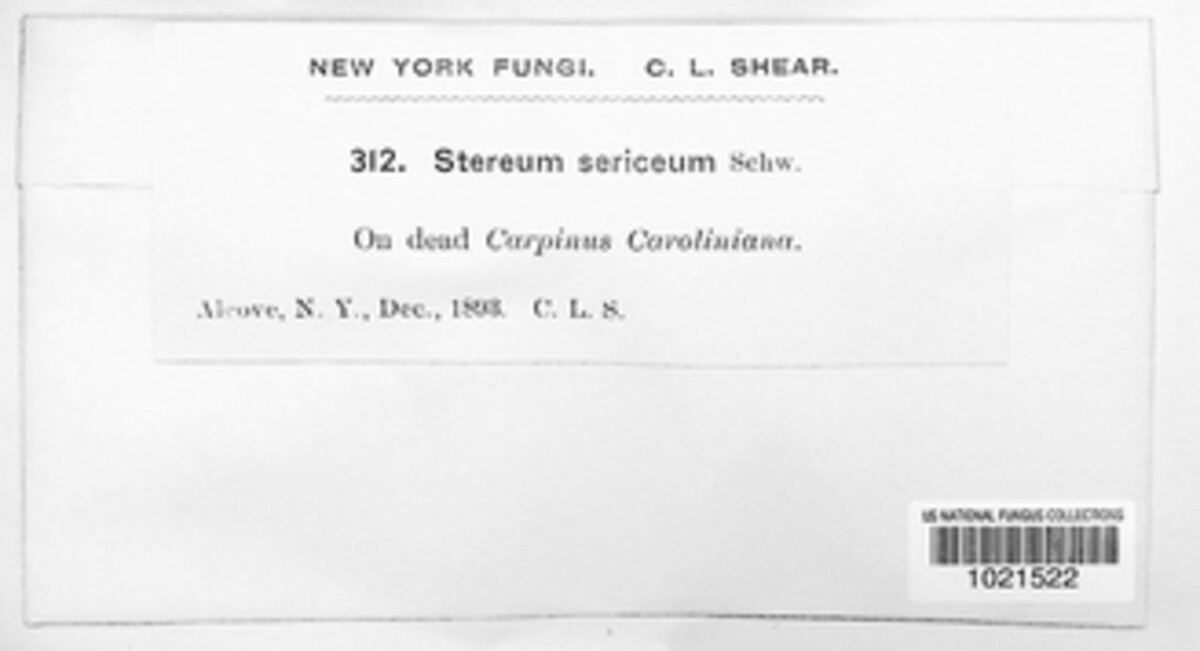 NEW YORK FUNGI. C. L. SHEAR.
312. Stereum sericeum Schw.
On dead Carpinus Caroliniana.
Alcove, N. Y., Dec., 1893. C. L. S.
US NATIONAL FUNGUS COLLECTIONS
1021522